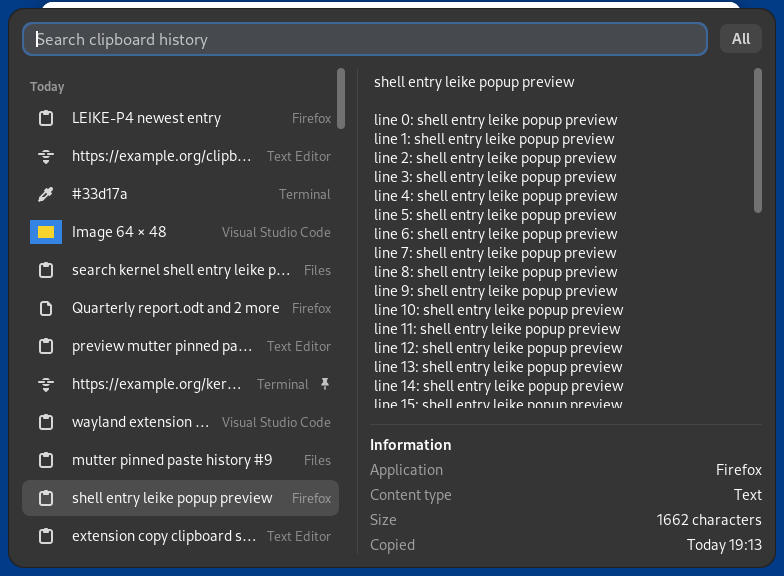 Search clipboard history
All
Today
LEIKE-P4 newest entry Firefox
https://example.org/clipb… Text Editor
#33d17a Terminal
Image 64 × 48 Visual Studio Code
search kernel shell entry leike p… Files
Quarterly report.odt and 2 more Firefox
preview mutter pinned pa… Text Editor
https://example.org/ker… Terminal
wayland extension … Visual Studio Code
mutter pinned paste history #9 Files
shell entry leike popup preview Firefox
extension copy clipboard s… Text Editor
shell entry leike popup preview
line 0: shell entry leike popup preview
line 1: shell entry leike popup preview
line 2: shell entry leike popup preview
line 3: shell entry leike popup preview
line 4: shell entry leike popup preview
line 5: shell entry leike popup preview
line 6: shell entry leike popup preview
line 7: shell entry leike popup preview
line 8: shell entry leike popup preview
line 9: shell entry leike popup preview
line 10: shell entry leike popup preview
line 11: shell entry leike popup preview
line 12: shell entry leike popup preview
line 13: shell entry leike popup preview
line 14: shell entry leike popup preview
line 15: shell entry leike popup preview
Information
Application Firefox
Content type Text
Size 1662 characters
Copied Today 19:13